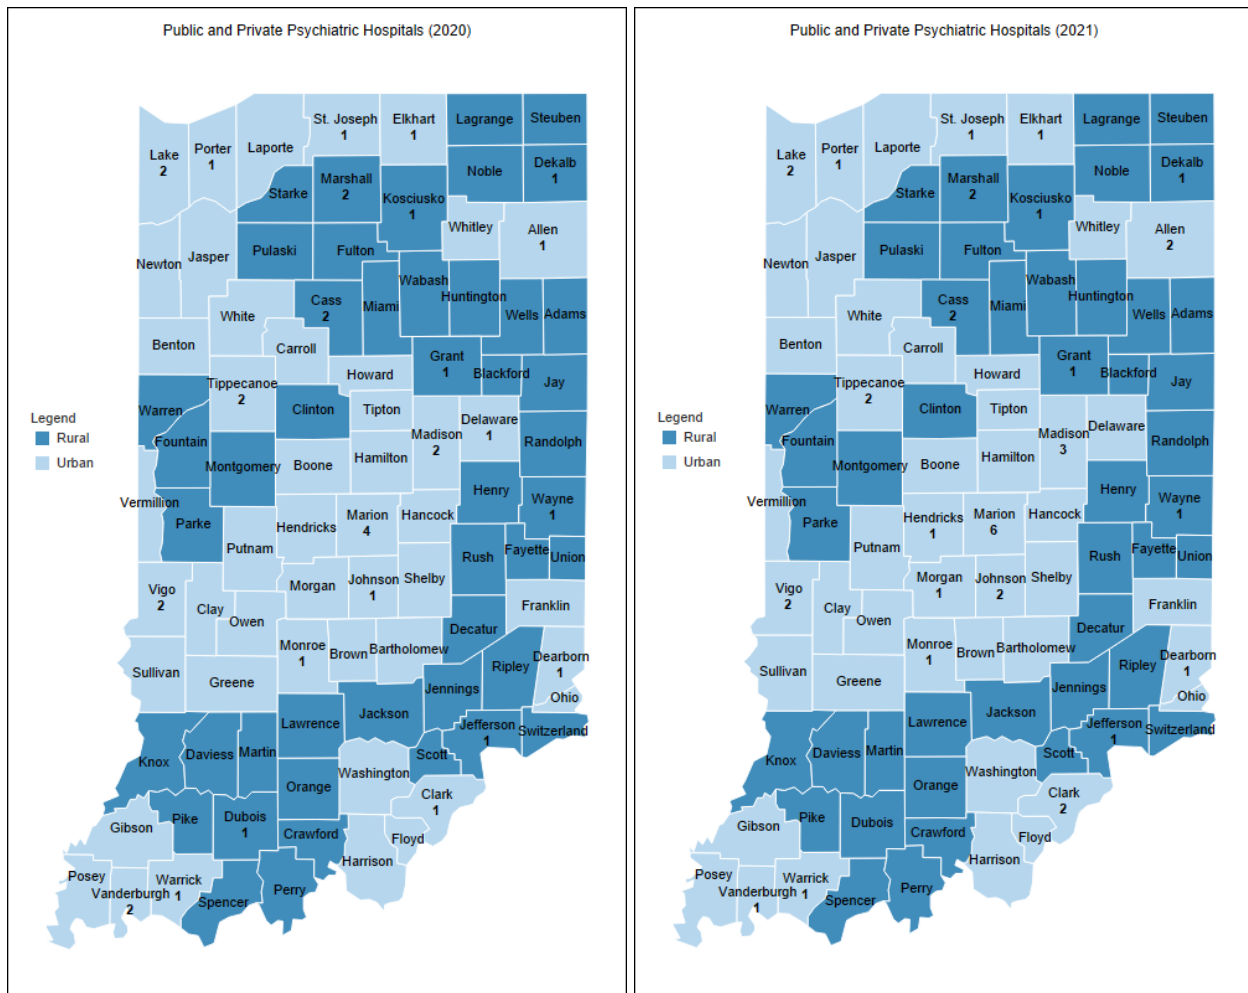 Public and Private Psychiatric Hospitals (2020)
St. Joseph
1
Elkhart
1
Lagrange
Steuben
Lake
2
Porter
1
Laporte
Noble
Dekalb
1
Starke
Marshall
2
Kosciusko
1
Whitley
Allen
1
Newton
Jasper
Pulaski
Fulton
Cass
2
Miami
Wabash
Huntington
Wells
Adams
White
Benton
Carroll
Howard
Grant
1
Blackford
Jay
Tippecanoe
2
Warren
Clinton
Tipton
Madison
2
Delaware
1
Legend
Rural
Urban
Fountain
Montgomery
Boone
Hamilton
Randolph
Vermillion
Parke
Henry
Wayne
1
Hendricks
Marion
4
Hancock
Putnam
Rush
Fayette
Union
Vigo
2
Clay
Owen
Morgan
Johnson
1
Shelby
Franklin
Decatur
Sullivan
Greene
Monroe
1
Brown
Bartholomew
Ripley
Dearborn
1
Ohio
Jennings
Lawrence
Jackson
Jefferson
1
Switzerland
Knox
Daviess
Martin
Scott
Washington
Orange
Clark
1
Gibson
Pike
Dubois
1
Crawford
Floyd
Harrison
Posey
Vanderburgh
2
Warrick
1
Spencer
Perry
Public and Private Psychiatric Hospitals (2021)
St. Joseph
1
Elkhart
1
Lagrange
Steuben
Lake
2
Porter
1
Laporte
Noble
Dekalb
1
Starke
Marshall
2
Kosciusko
1
Whitley
Allen
2
Newton
Jasper
Pulaski
Fulton
Cass
2
Miami
Wabash
Huntington
Wells
Adams
White
Benton
Carroll
Howard
Grant
1
Blackford
Jay
Tippecanoe
2
Warren
Clinton
Tipton
Madison
3
Delaware
Legend
Rural
Urban
Fountain
Montgomery
Boone
Hamilton
Randolph
Vermillion
Parke
Henry
Wayne
1
Hendricks
1
Marion
6
Hancock
Putnam
Rush
Fayette
Union
Vigo
2
Clay
Owen
Morgan
1
Johnson
2
Shelby
Franklin
Decatur
Sullivan
Greene
Monroe
1
Brown
Bartholomew
Ripley
Dearborn
1
Ohio
Jennings
Lawrence
Jackson
Jefferson
1
Switzerland
Knox
Daviess
Martin
Scott
Washington
Orange
Clark
2
Gibson
Pike
Dubois
Crawford
Floyd
Harrison
Posey
Vanderburgh
1
Warrick
1
Spencer
Perry